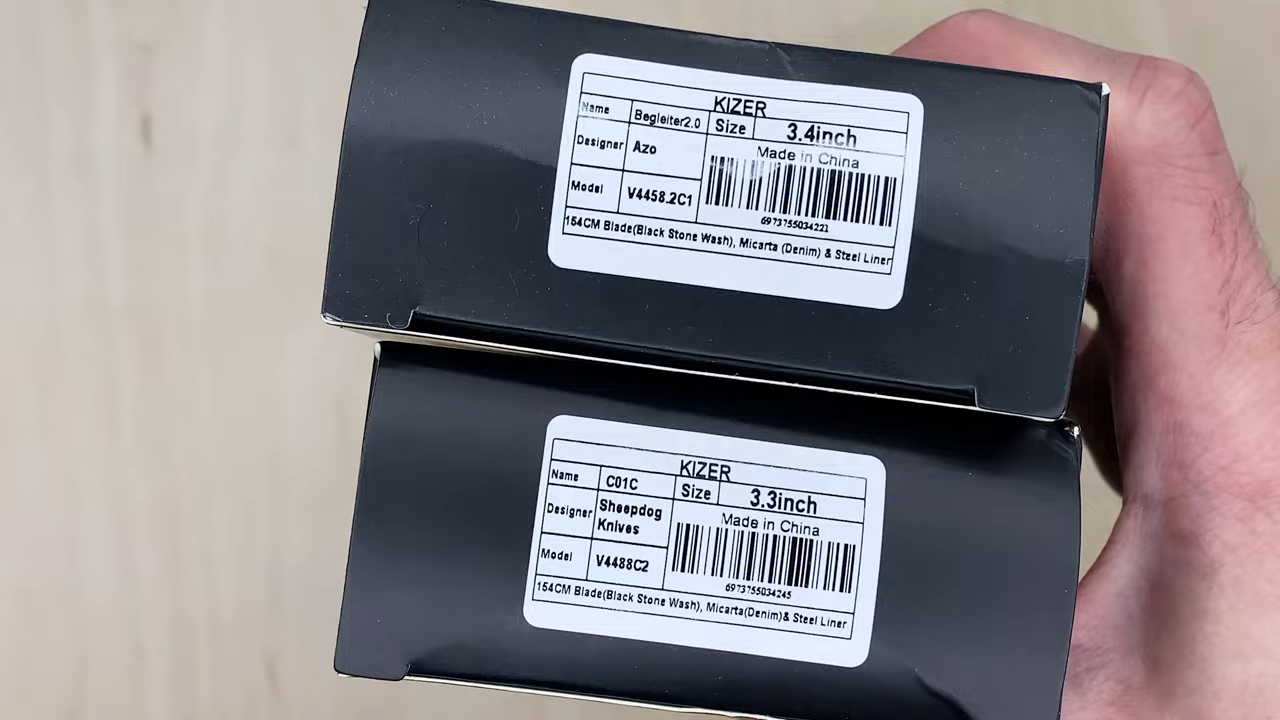 KIZER
Name Begleiter2.0 Size 3.4inch
Designer Azo Made in China
Model V4458.2C1
6973755034221
154CM Blade(Black Stone Wash), Micarta (Denim) & Steel Liner
KIZER
Name C01C Size 3.3inch
Designer Sheepdog Knives Made in China
Model V4488C2
6973755034245
154CM Blade(Black Stone Wash), Micarta(Denim)& Steel Liner